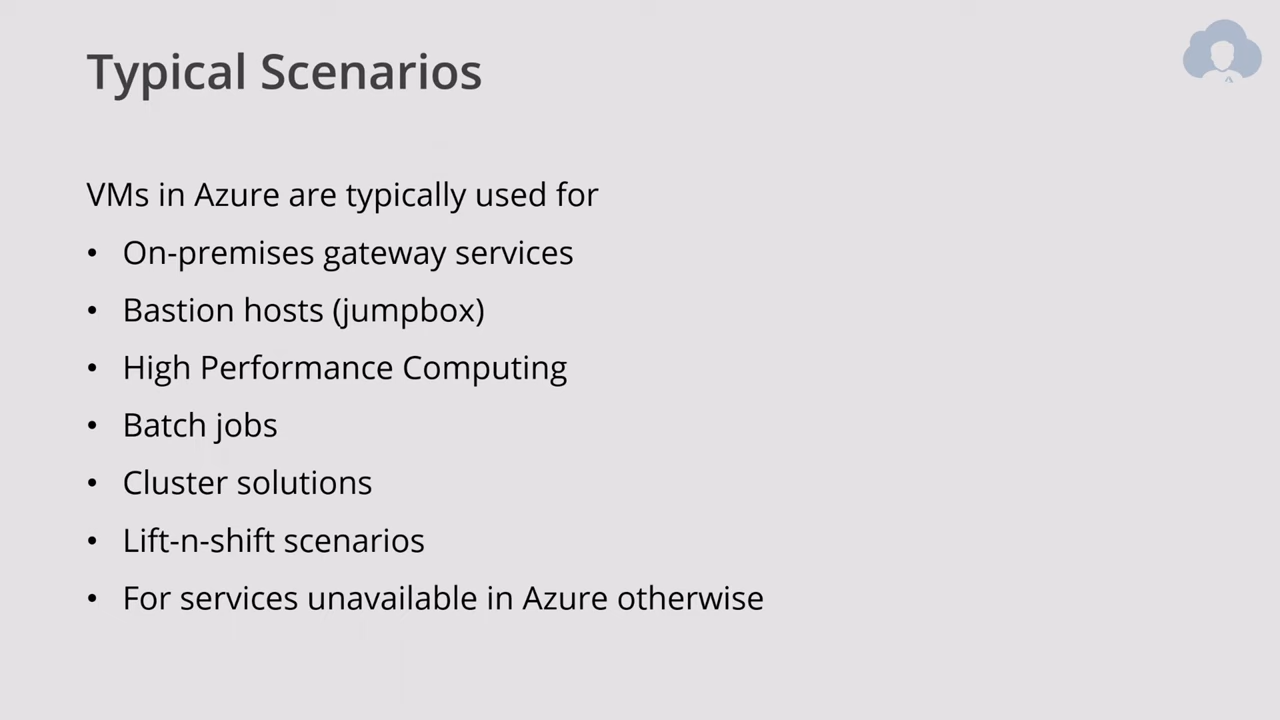 Typical Scenarios
VMs in Azure are typically used for
• On-premises gateway services
• Bastion hosts (jumpbox)
• High Performance Computing
• Batch jobs
• Cluster solutions
• Lift-n-shift scenarios
• For services unavailable in Azure otherwise